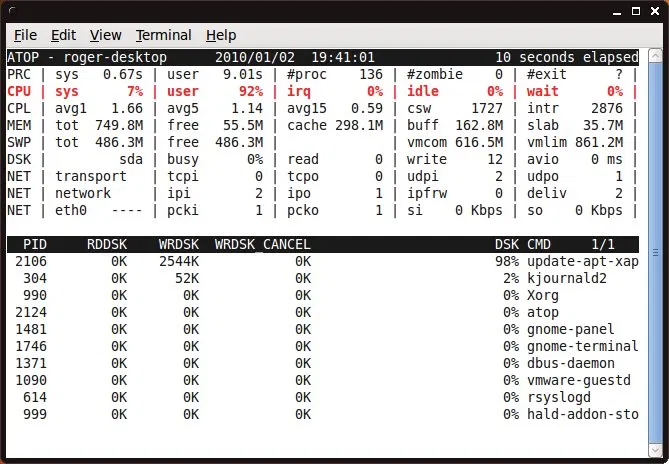 File Edit View Terminal Help
ATOP - roger-desktop 2010/01/02 19:41:01 10 seconds elapsed
PRC | sys 0.67s | user 9.01s | #proc 136 | #zombie 0 | #exit ? |
CPU | sys 7% | user 92% | irq 0% | idle 0% | wait 0% |
CPL | avg1 1.66 | avg5 1.14 | avg15 0.59 | csw 1727 | intr 2876 |
MEM | tot 749.8M | free 55.5M | cache 298.1M | buff 162.8M | slab 35.7M |
SWP | tot 486.3M | free 486.3M | | vmcom 616.5M | vmlim 861.2M |
DSK | sda | busy 0% | read 0 | write 12 | avio 0 ms |
NET | transport | tcpi 0 | tcpo 0 | udpi 2 | udpo 1 |
NET | network | ipi 2 | ipo 1 | ipfrw 0 | deliv 2 |
NET | eth0 ---- | pcki 1 | pcko 1 | si 0 Kbps | so 0 Kbps |
PID RDDSK WRDSK WRDSK_CANCEL DSK CMD 1/1
2106 0K 2544K 0K 98% update-apt-xap
304 0K 52K 0K 2% kjournald2
990 0K 0K 0K 0% Xorg
2124 0K 0K 0K 0% atop
1481 0K 0K 0K 0% gnome-panel
1746 0K 0K 0K 0% gnome-terminal
1371 0K 0K 0K 0% dbus-daemon
1090 0K 0K 0K 0% vmware-guestd
614 0K 0K 0K 0% rsyslogd
999 0K 0K 0K 0% hald-addon-sto